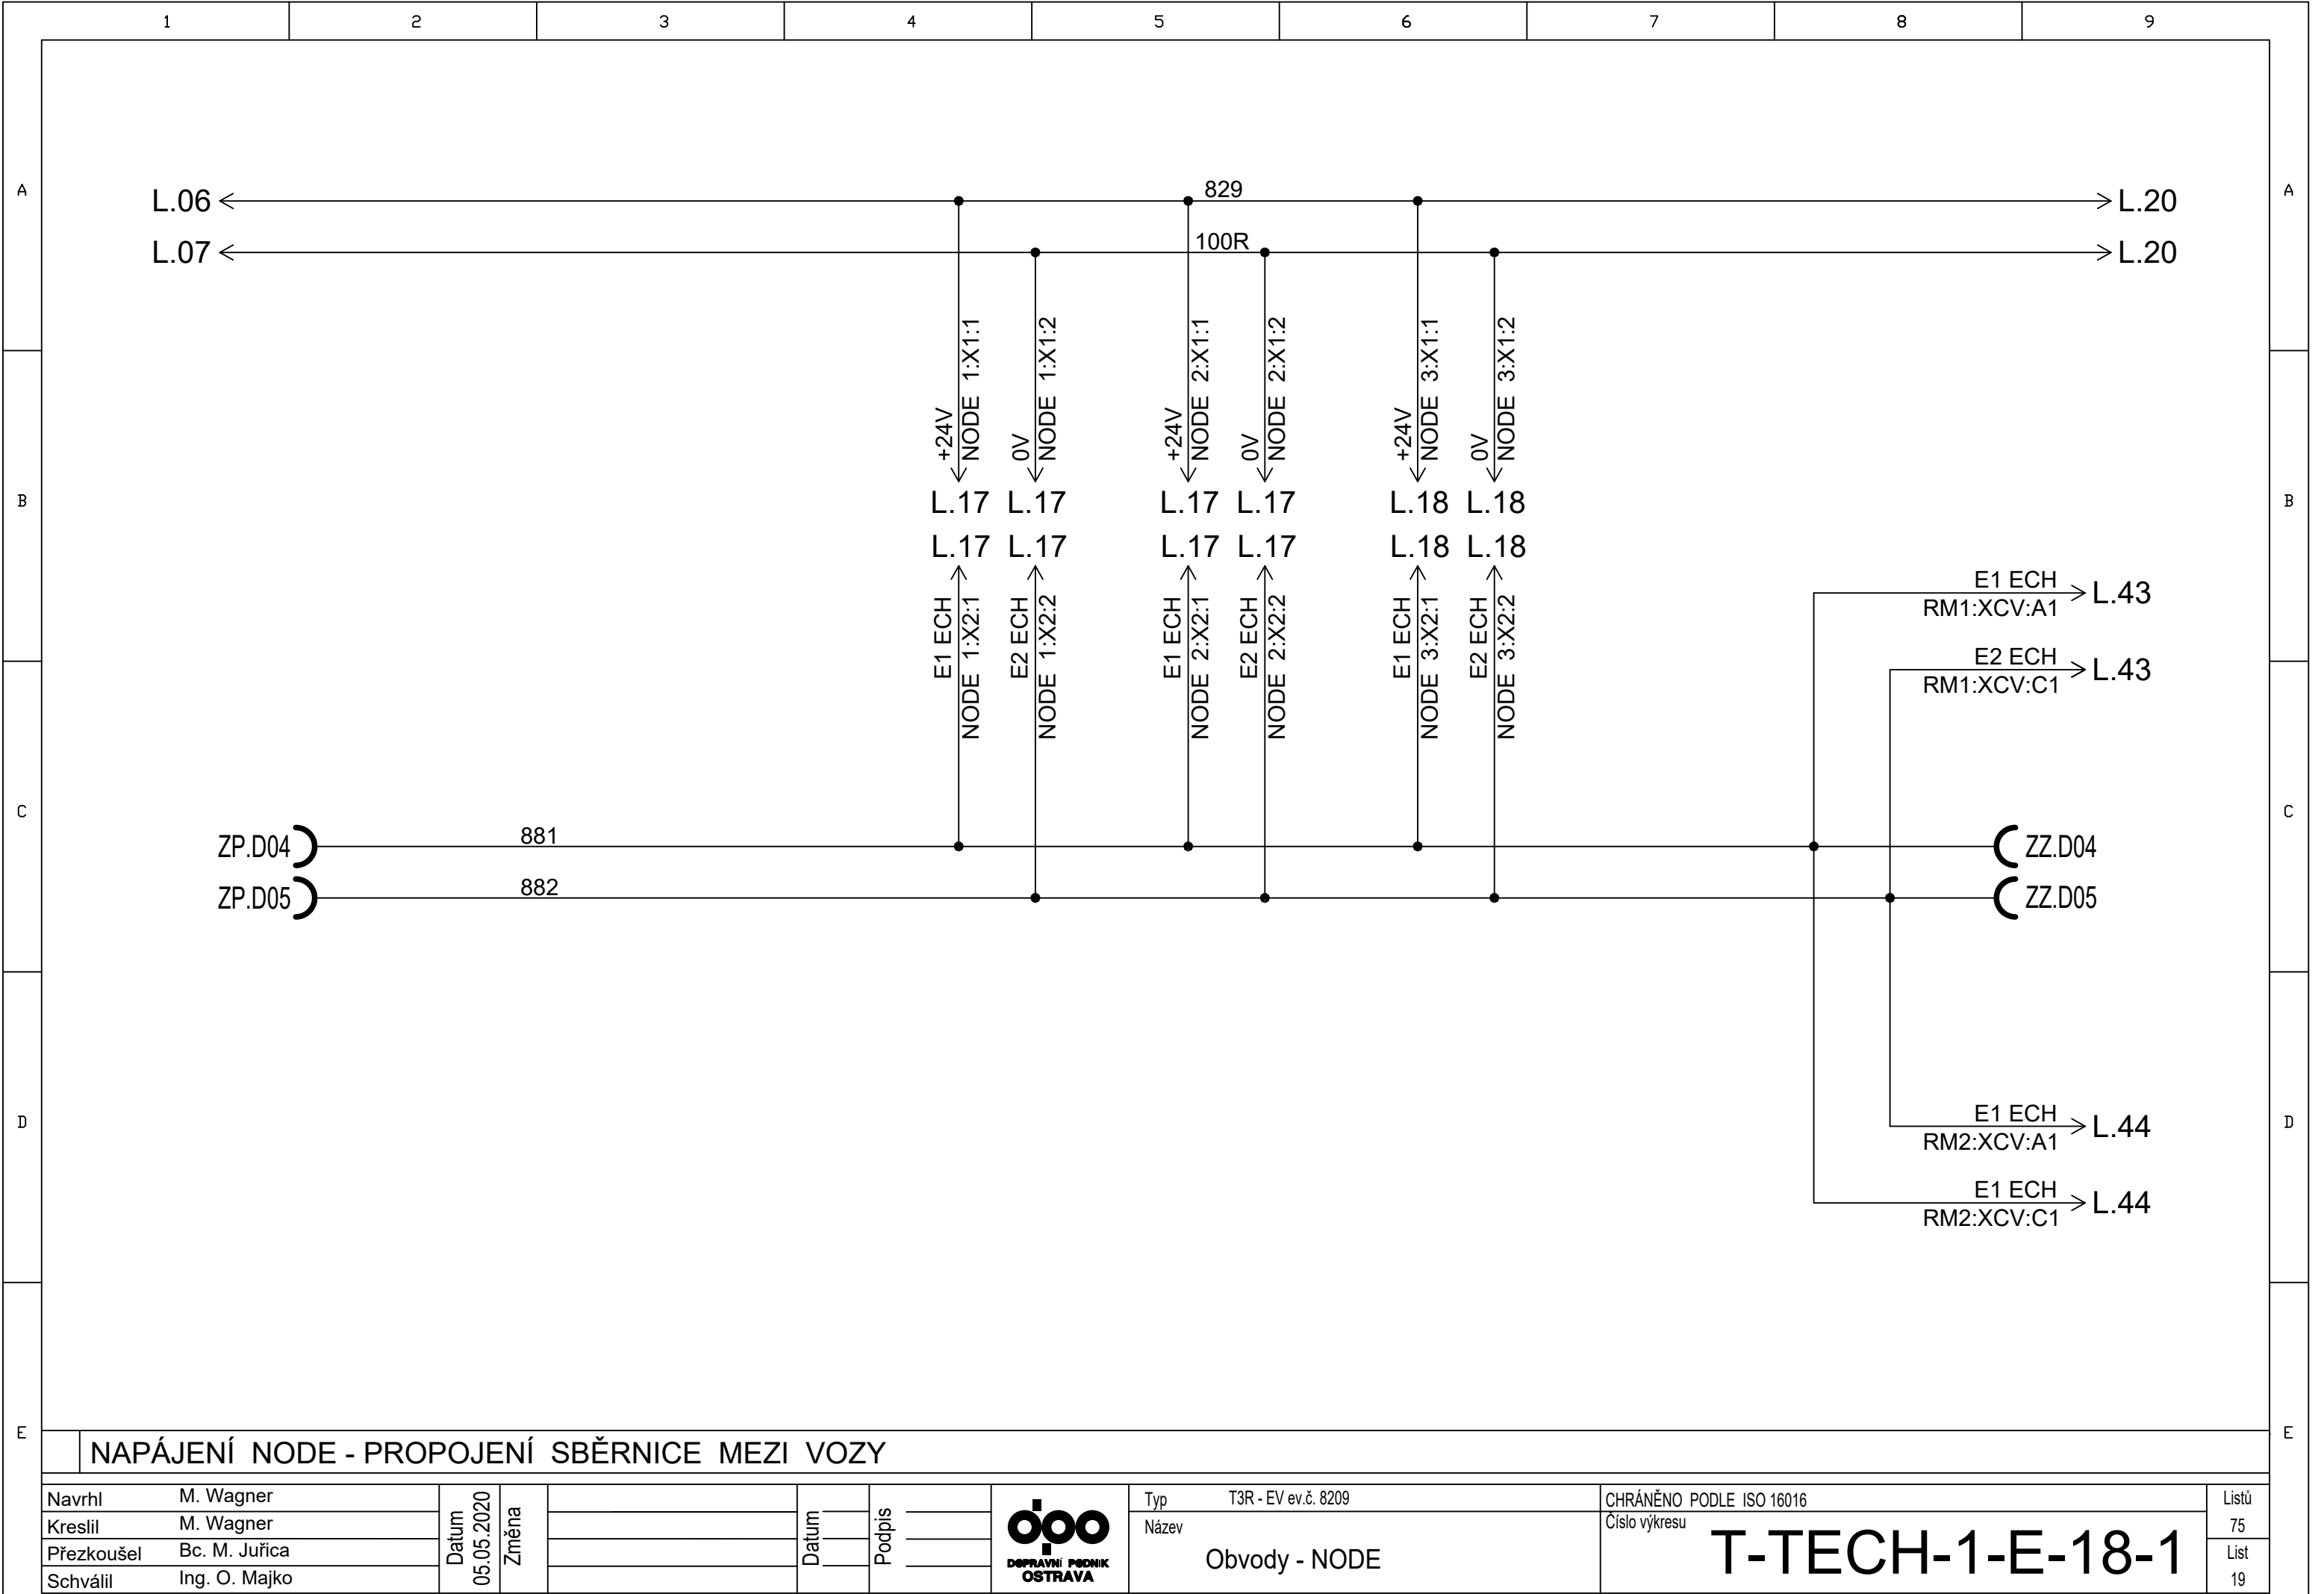 1 2 3 4 5 6 7 8 9
A A
L.06 829 L.20
L.07 100R L.20
+24V
NODE 1:X1:1
0V
NODE 1:X1:2
+24V
NODE 2:X1:1
0V
NODE 2:X1:2
+24V
NODE 3:X1:1
0V
NODE 3:X1:2
B B
L.17 L.17 L.17 L.17 L.18 L.18
L.17 L.17 L.17 L.17 L.18 L.18
E1 ECH
NODE 1:X2:1
E2 ECH
NODE 1:X2:2
E1 ECH
NODE 2:X2:1
E2 ECH
NODE 2:X2:2
E1 ECH
NODE 3:X2:1
E2 ECH
NODE 3:X2:2
E1 ECH
RM1:XCV:A1
L.43
E2 ECH
RM1:XCV:C1
L.43
C C
ZP.D04 881 ZZ.D04
ZP.D05 882 ZZ.D05
D D
E1 ECH
RM2:XCV:A1
L.44
E1 ECH
RM2:XCV:C1
L.44
E E
NAPÁJENÍ NODE - PROPOJENÍ SBĚRNICE MEZI VOZY
Navrhl M. Wagner
Kreslil M. Wagner
Přezkoušel Bc. M. Juřica
Schválil Ing. O. Majko
Datum
05.05.2020
Změna
Datum
Podpis
dpo
DOPRAVNÍ PODNIK
OSTRAVA
Typ T3R - EV ev.č. 8209
Název
Obvody - NODE
CHRÁNĚNO PODLE ISO 16016
Číslo výkresu
T-TECH-1-E-18-1
Listů
75
List
19